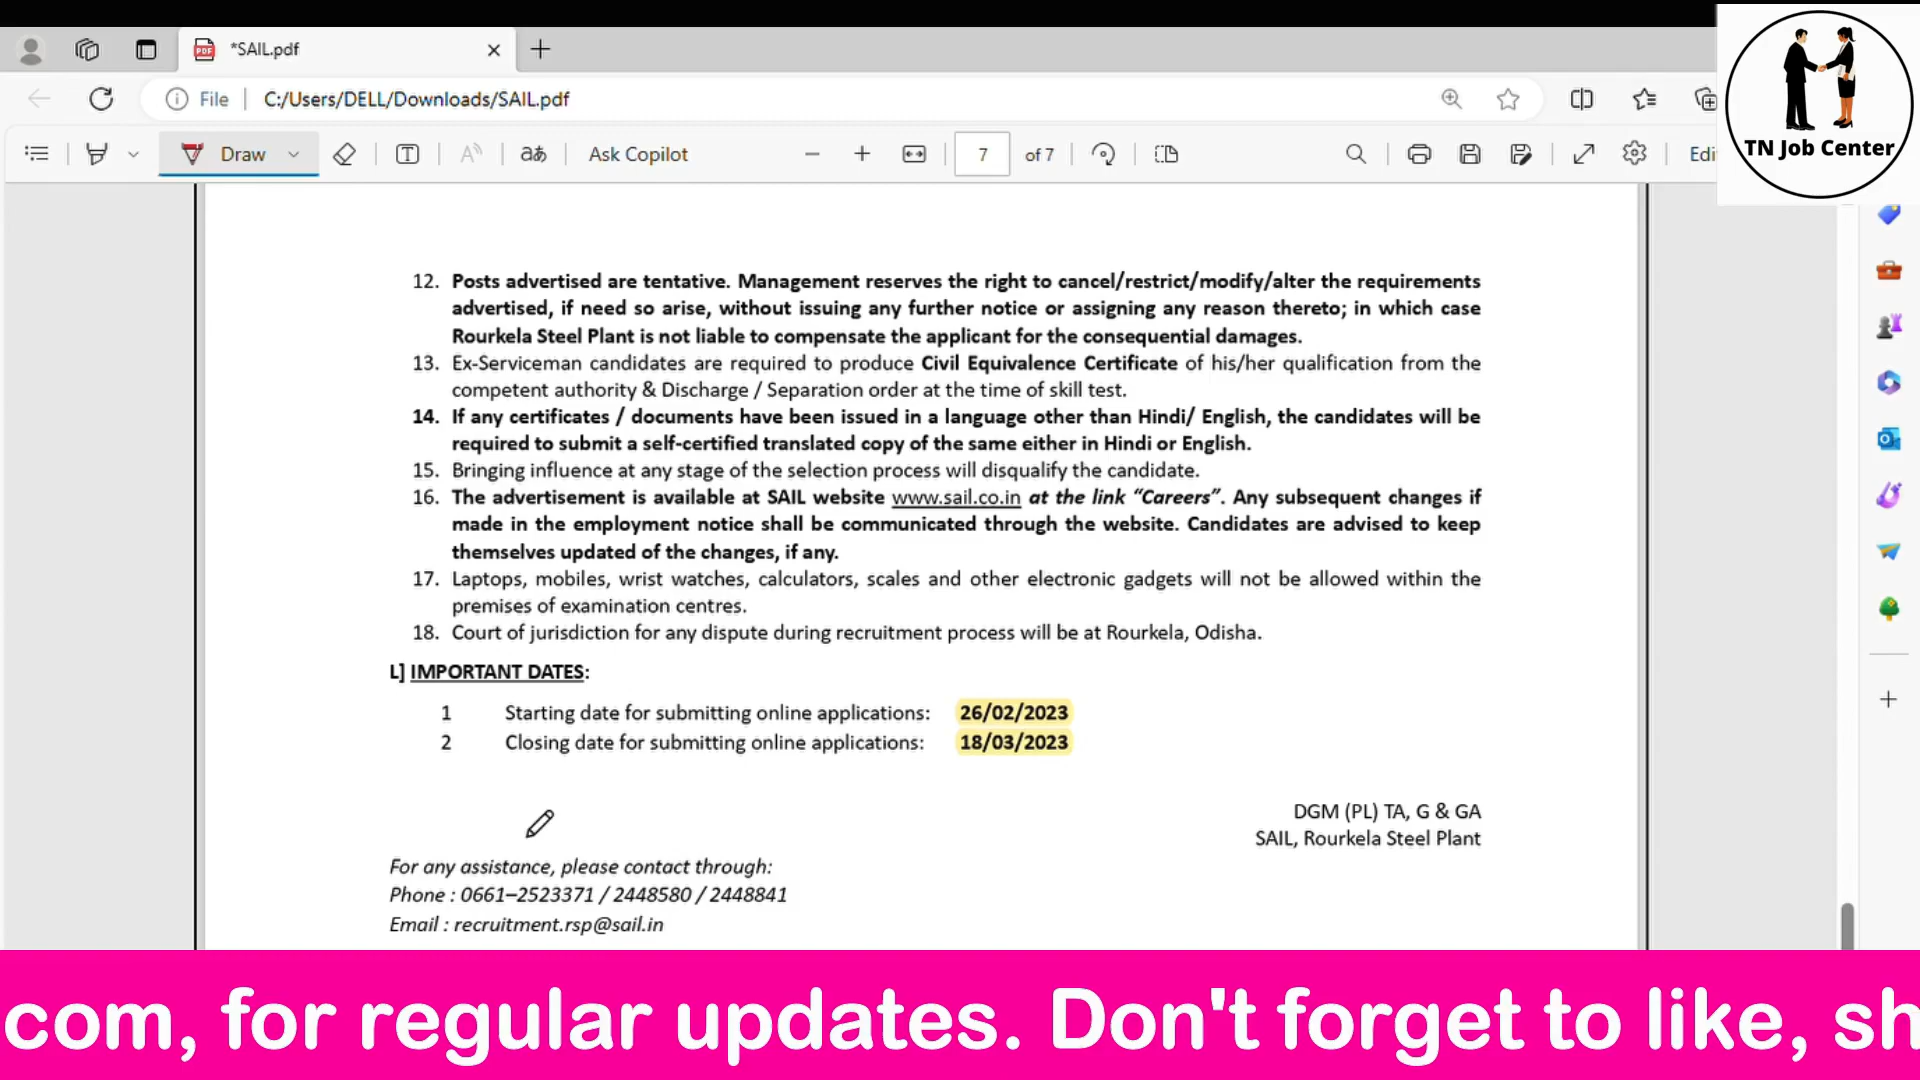 *SAIL.pdf
File
C:/Users/DELL/Downloads/SAIL.pdf
Draw
Ask Copilot
7
of 7
Edi
TN Job Center
12. Posts advertised are tentative. Management reserves the right to cancel/restrict/modify/alter the requirements
advertised, if need so arise, without issuing any further notice or assigning any reason thereto; in which case
Rourkela Steel Plant is not liable to compensate the applicant for the consequential damages.
13. Ex-Serviceman candidates are required to produce Civil Equivalence Certificate of his/her qualification from the
competent authority & Discharge / Separation order at the time of skill test.
14. If any certificates / documents have been issued in a language other than Hindi/ English, the candidates will be
required to submit a self-certified translated copy of the same either in Hindi or English.
15. Bringing influence at any stage of the selection process will disqualify the candidate.
16. The advertisement is available at SAIL website www.sail.co.in at the link “Careers”. Any subsequent changes if
made in the employment notice shall be communicated through the website. Candidates are advised to keep
themselves updated of the changes, if any.
17. Laptops, mobiles, wrist watches, calculators, scales and other electronic gadgets will not be allowed within the
premises of examination centres.
18. Court of jurisdiction for any dispute during recruitment process will be at Rourkela, Odisha.
L] IMPORTANT DATES:
1 Starting date for submitting online applications: 26/02/2023
2 Closing date for submitting online applications: 18/03/2023
DGM (PL) TA, G & GA
SAIL, Rourkela Steel Plant
For any assistance, please contact through:
Phone : 0661–2523371 / 2448580 / 2448841
Email : recruitment.rsp@sail.in
com, for regular updates. Don't forget to like, sh